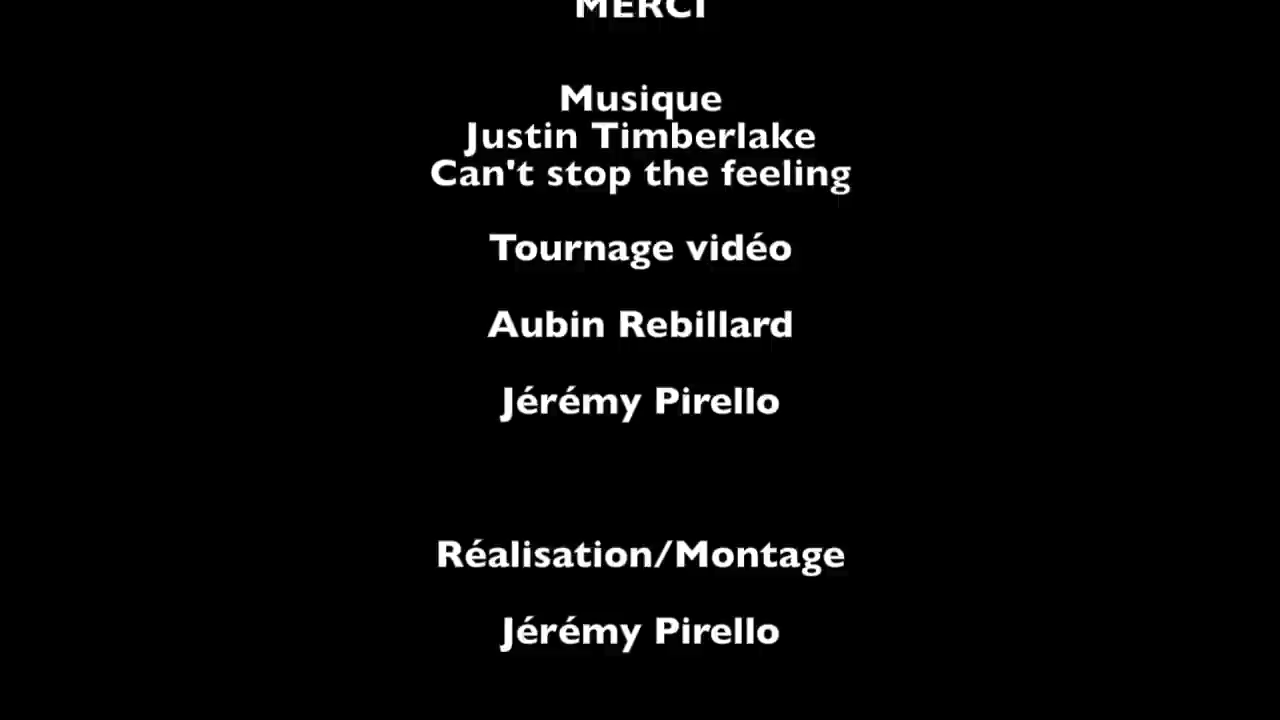 MERCI
Musique
Justin Timberlake
Can't stop the feeling
Tournage vidéo
Aubin Rebillard
Jérémy Pirello
Réalisation/Montage
Jérémy Pirello